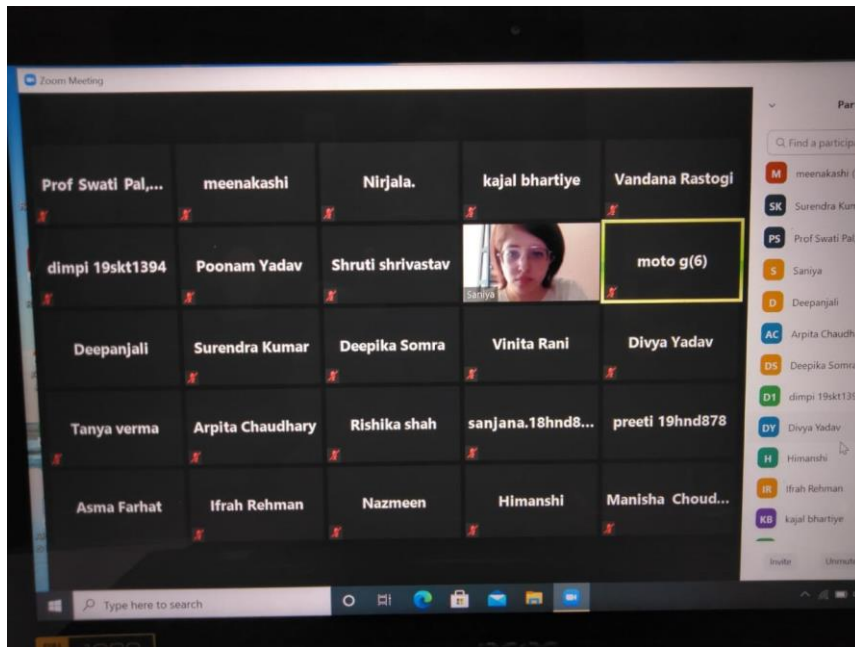 Zoom Meeting
Prof Swati Pal,...
meenakashi
Nirjala.
kajal bhartiye
Vandana Rastogi
dimpi 19skt1394
Poonam Yadav
Shruti shrivastav
Saniya
moto g(6)
Deepanjali
Surendra Kumar
Deepika Somra
Vinita Rani
Divya Yadav
Tanya verma
Arpita Chaudhary
Rishika shah
sanjana.18hnd8...
preeti 19hnd878
Asma Farhat
Ifrah Rehman
Nazmeen
Himanshi
Manisha Choud...
Par
Find a particip
M meenakashi (
SK Surendra Kum
PS Prof Swati Pal
S Saniya
D Deepanjali
AC Arpita Chaudh
DS Deepika Somra
D1 dimpi 19skt139
DY Divya Yadav
H Himanshi
IR Ifrah Rehman
KB kajal bhartiye
Invite Unmute
Type here to search